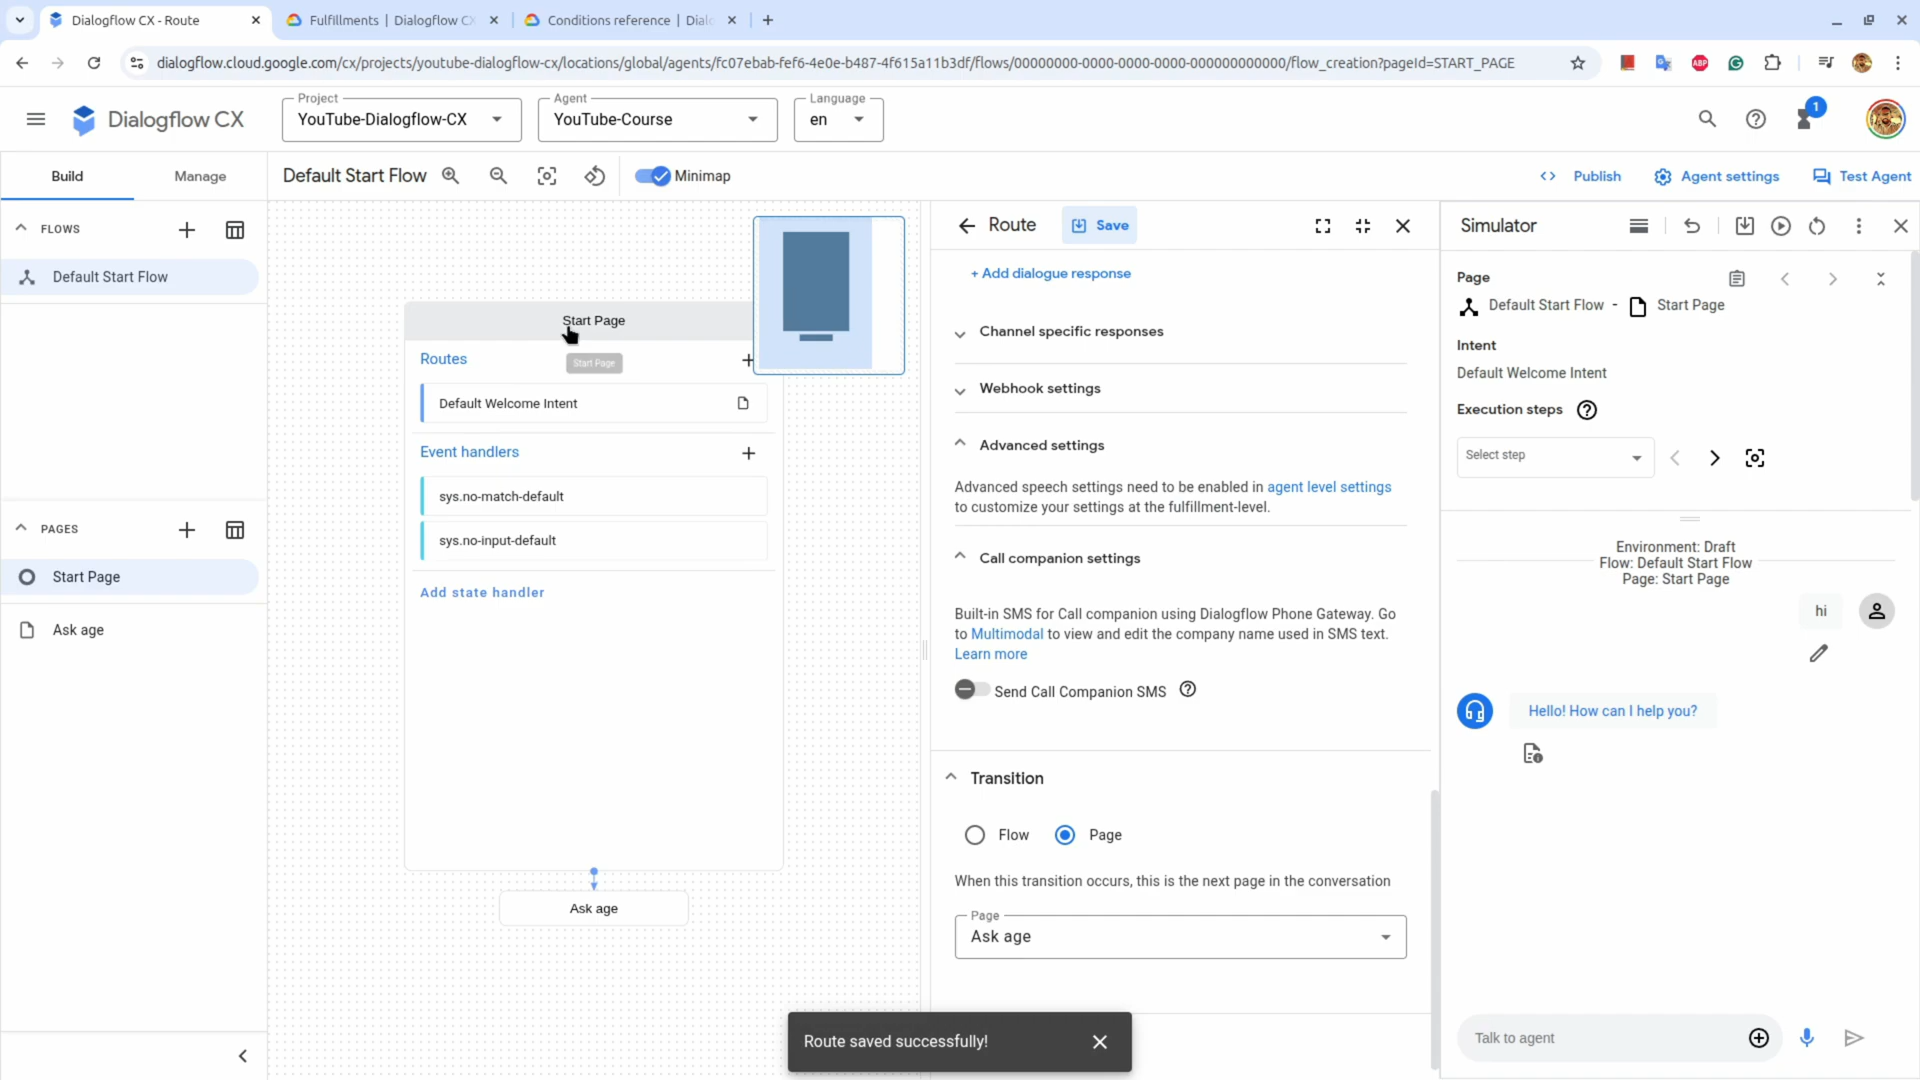 Dialogflow CX - Route
Fulfillments | Dialogflow CX
Conditions reference | Dialo
dialogflow.cloud.google.com/cx/projects/youtube-dialogflow-cx/locations/global/agents/fc07ebab-fef6-4e0e-b487-4f615a11b3df/flows/00000000-0000-0000-0000-000000000000/flow_creation?pageId=START_PAGE
ABP
Dialogflow CX
Project
YouTube-Dialogflow-CX
Agent
YouTube-Course
Language
en
1
Build
Manage
Default Start Flow
Minimap
Publish
Agent settings
Test Agent
FLOWS
Default Start Flow
PAGES
Start Page
Ask age
Start Page
Routes
Start Page
Default Welcome Intent
Event handlers
sys.no-match-default
sys.no-input-default
Add state handler
Ask age
Route
Save
+ Add dialogue response
Channel specific responses
Webhook settings
Advanced settings
Advanced speech settings need to be enabled in agent level settings
to customize your settings at the fulfillment-level.
Call companion settings
Built-in SMS for Call companion using Dialogflow Phone Gateway. Go
to Multimodal to view and edit the company name used in SMS text.
Learn more
Send Call Companion SMS
Transition
Flow
Page
When this transition occurs, this is the next page in the conversation
Page
Ask age
Route saved successfully!
Simulator
Page
Default Start Flow - Start Page
Intent
Default Welcome Intent
Execution steps
Select step
Environment: Draft
Flow: Default Start Flow
Page: Start Page
hi
Hello! How can I help you?
Talk to agent